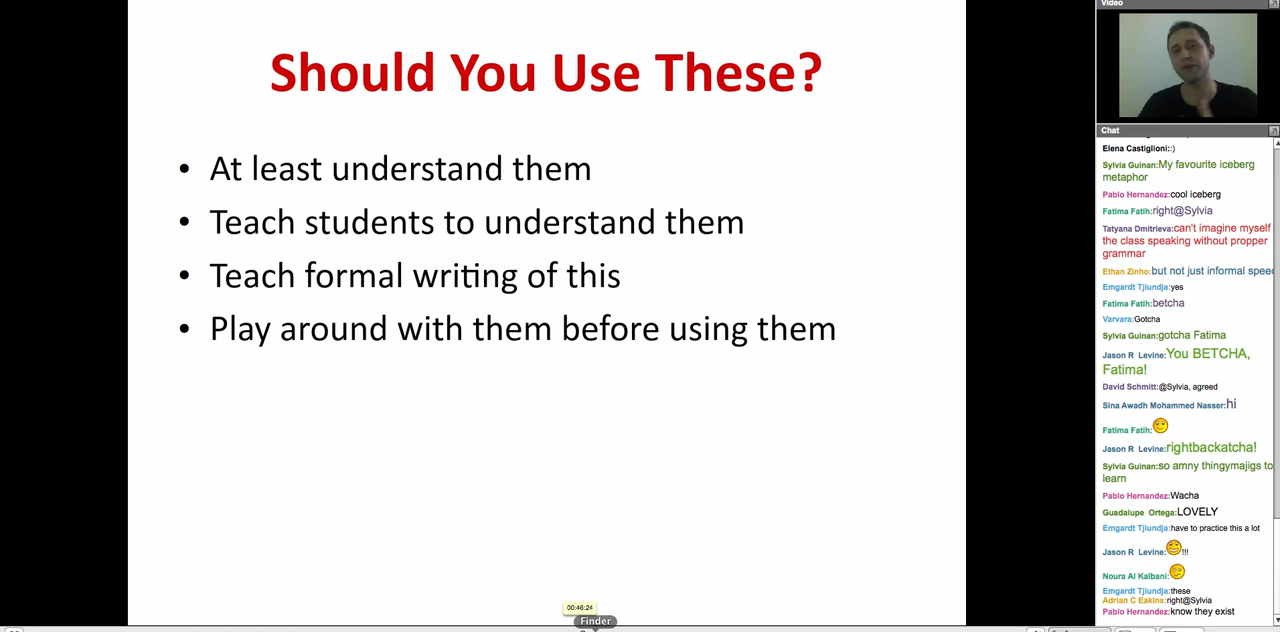 Should You Use These?
• At least understand them
• Teach students to understand them
• Teach formal writing of this
• Play around with them before using them
00:46:24
Finder
Video
Chat
Elena Castiglioni::)
Sylvia Guinan:My favourite iceberg
metaphor
Pablo Hernandez:cool iceberg
Fatima Fatih:right@Sylvia
Tatyana Dmitrieva:can't imagine myself
the class speaking without propper
grammar
Ethan Zinho:but not just informal spee
Emgardt Tjiundja:yes
Fatima Fatih:betcha
Varvara:Gotcha
Sylvia Guinan:gotcha Fatima
Jason R Levine:You BETCHA,
Fatima!
David Schmitt:@Sylvia, agreed
Sina Awadh Mohammed Nasser:hi
Fatima Fatih:
Jason R Levine:rightbackatcha!
Sylvia Guinan:so amny thingymajigs to
learn
Pablo Hernandez:Wacha
Guadalupe Ortega:LOVELY
Emgardt Tjiundja:have to practice this a lot
Jason R Levine:!!!
Noura Al Kalbani:
Emgardt Tjiundja:these
Adrian C Eakins:right@Sylvia
Pablo Hernandez:know they exist